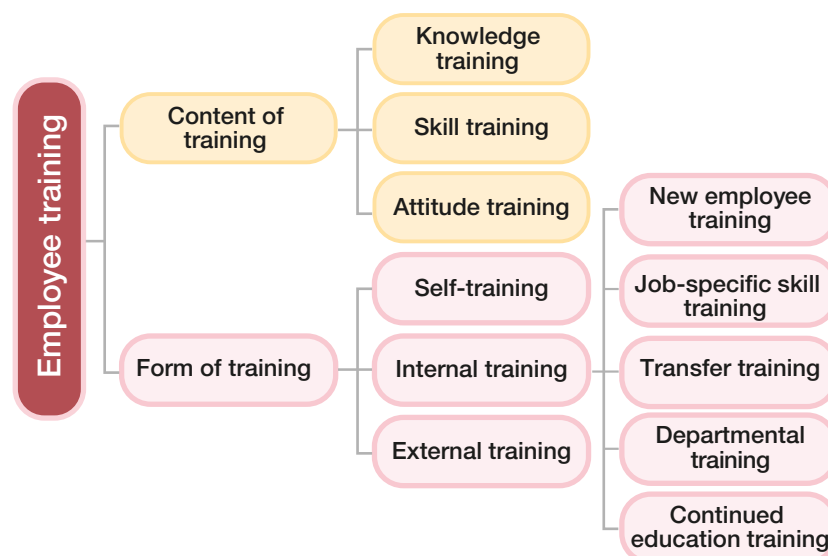 Employee training
Content of
training
Knowledge
training
Skill training
Attitude training
Form of training
Self-training
Internal training
External training
New employee
training
Job-specific skill
training
Transfer training
Departmental
training
Continued
education training